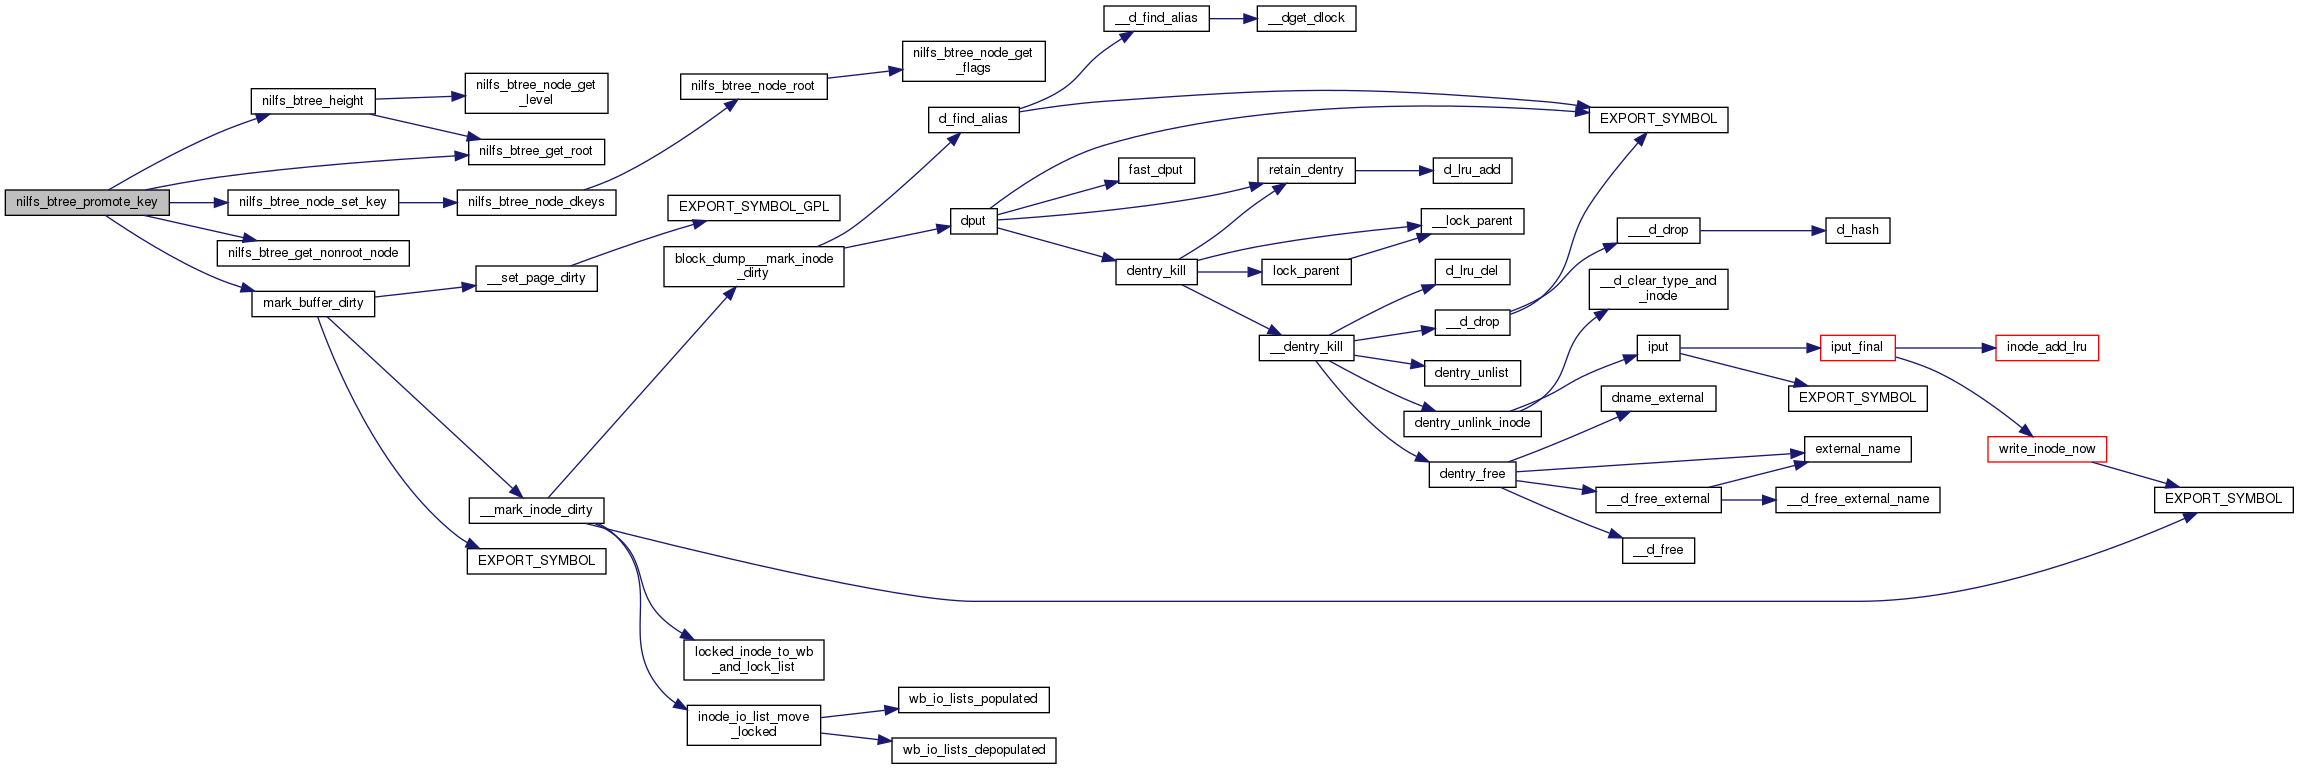 __d_find_alias
__dget_dlock
nilfs_btree_node_get
_flags
nilfs_btree_node_get
_level
nilfs_btree_node_root
nilfs_btree_height
d_find_alias
EXPORT_SYMBOL
nilfs_btree_get_root
fast_dput
retain_dentry
d_lru_add
nilfs_btree_promote_key
nilfs_btree_node_set_key
nilfs_btree_node_dkeys
EXPORT_SYMBOL_GPL
dput
__lock_parent
___d_drop
d_hash
nilfs_btree_get_nonroot_node
block_dump___mark_inode
_dirty
dentry_kill
lock_parent
d_lru_del
__set_page_dirty
__d_clear_type_and
_inode
mark_buffer_dirty
__d_drop
__dentry_kill
iput
iput_final
inode_add_lru
dentry_unlist
dname_external
EXPORT_SYMBOL
dentry_unlink_inode
external_name
write_inode_now
dentry_free
__d_free_external
__d_free_external_name
EXPORT_SYMBOL
__mark_inode_dirty
__d_free
EXPORT_SYMBOL
locked_inode_to_wb
_and_lock_list
wb_io_lists_populated
inode_io_list_move
_locked
wb_io_lists_depopulated